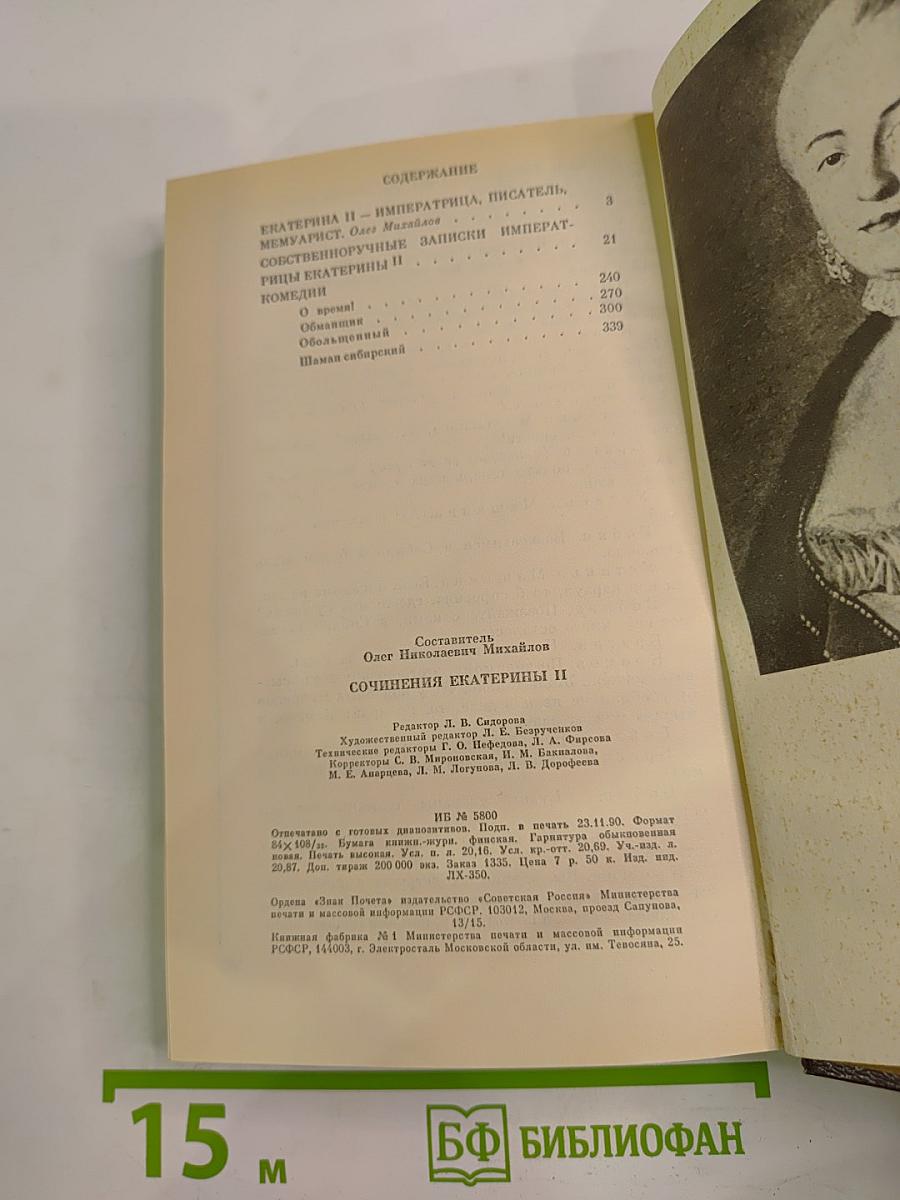 СОДЕРЖАНИЕ
ЕКАТЕРИНА II — ИМПЕРАТРИЦА, ПИСАТЕЛЬ,
МЕМУАРИСТ. Олег Михайлов . . . . . . . 3
СОБСТВЕННОРУЧНЫЕ ЗАПИСКИ ИМПЕРАТ-
РИЦЫ ЕКАТЕРИНЫ II . . . . . . . . . . 21
КОМЕДИИ
О время! . . . . . . . . . . . 240
Обманщик . . . . . . . . . . . 270
Обольщенный . . . . . . . . . . 300
Шаман сибирский . . . . . . . . . 339
Составитель
Олег Николаевич Михайлов
СОЧИНЕНИЯ ЕКАТЕРИНЫ II
Редактор Л. В. Сидорова
Художественный редактор Л. Е. Безрученков
Технические редакторы Г. О. Нефедова, Л. А. Фирсова
Корректоры С. В. Мироновская, И. М. Бакналова,
М. Е. Анарцева, Л. М. Логунова, Л. В. Дорофеева
ИБ № 5800
Отпечатано с готовых диапозитивов. Подп. в печать 23.11.90. Формат
84×108/32. Бумага книжн.-журн. финская. Гарнитура обыкновенная
новая. Печать высокая. Усл. п. л. 20,16. Усл. кр.-отт. 20,69. Уч.-изд. л.
20,87. Доп. тираж 200 000 экз. Заказ 1335. Цена 7 р. 50 к. Изд. инд.
ЛХ-350.
Ордена «Знак Почета» издательство «Советская Россия» Министерства
печати и массовой информации РСФСР. 103012, Москва, проезд Сапунова,
13/15.
Книжная фабрика №1 Министерства печати и массовой информации
РСФСР, 144003, г. Электросталь Московской области, ул. им. Тевосяна, 25.
15 м
БФ БИБЛИОФАН